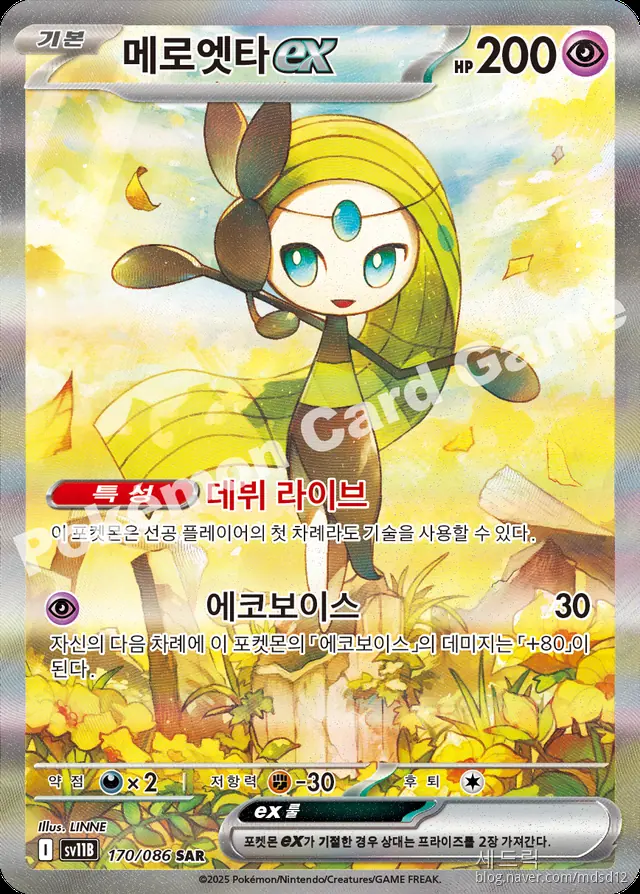 기본 메로엣타 ex HP 200
특성 데뷔 라이브
이 포켓몬은 선공 플레이어의 첫 차례라도 기술을 사용할 수 있다.
에코보이스 30
자신의 다음 차례에 이 포켓몬의 「에코보이스」의 데미지는 「+80」이
된다.
약점 ×2 저항력 -30 후퇴
Illus. LINNE
ex 룰
포켓몬 ex가 기절한 경우 상대는 프라이즈를 2장 가져간다.
I sv11B 170/086 SAR
©2025 Pokémon/Nintendo/Creatures/GAME FREAK.
Pokémon Card Game
세드릭
blog.naver.com/mdsd12